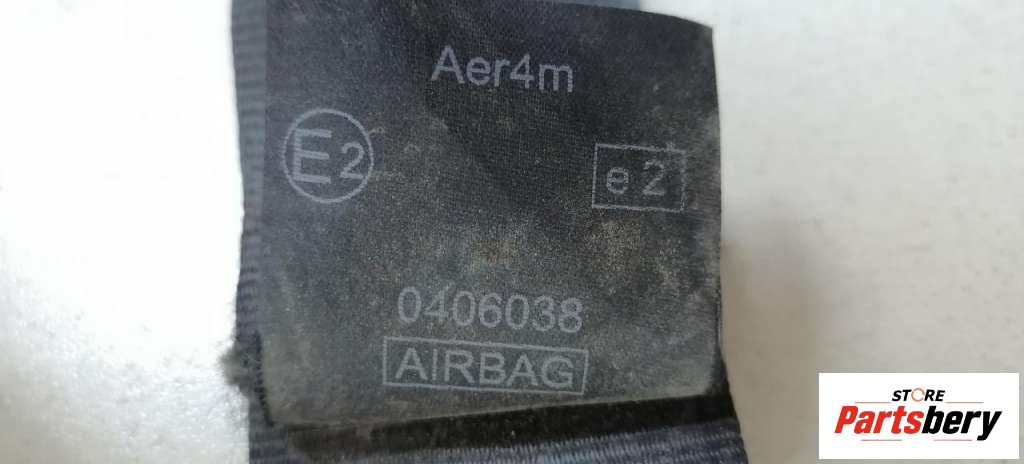 Aer4m
E2
e2
0406038
AIRBAG
STORE
Partsbery